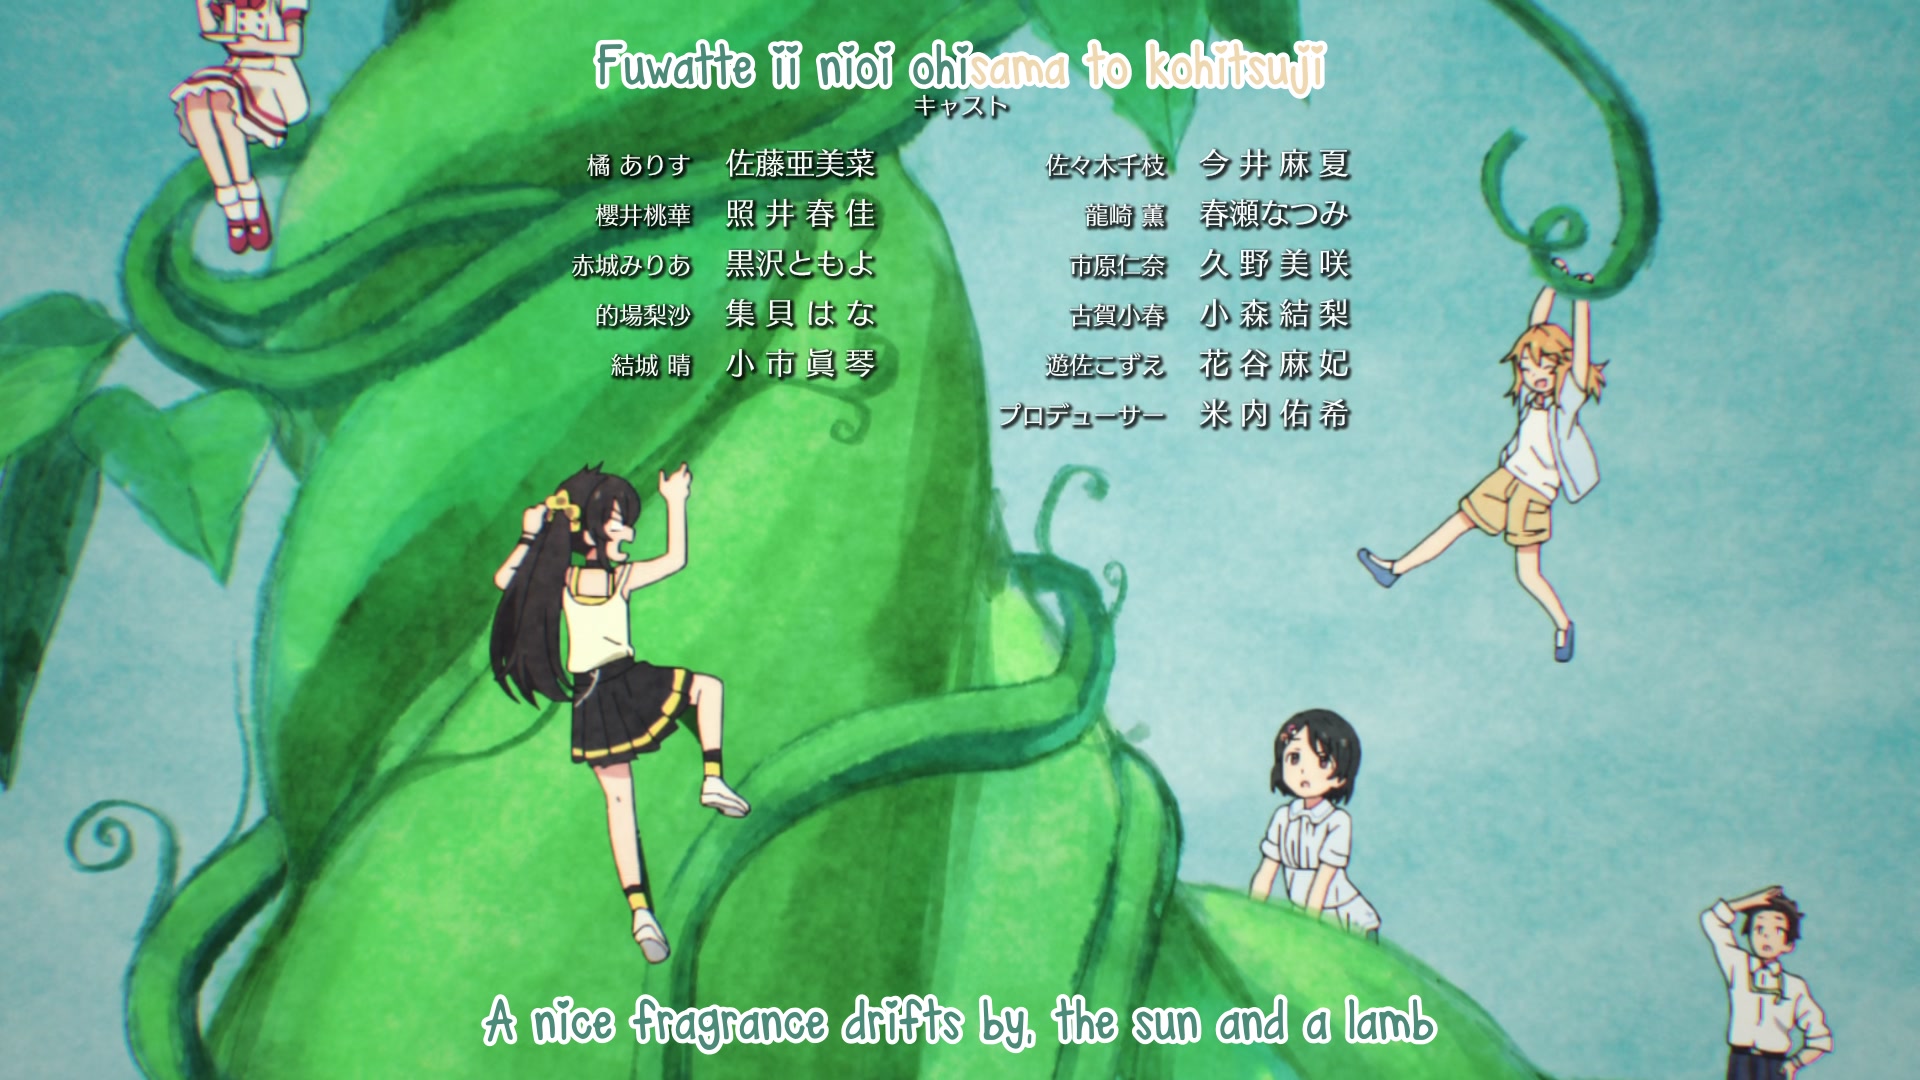 Fuwatte ii nioi ohisama to kohitsuji
キャスト
橘 ありす 佐藤亜美菜
櫻井桃華 照井春佳
赤城みりあ 黒沢ともよ
的場梨沙 集貝はな
結城 晴 小市眞琴
佐々木千枝 今井麻夏
龍崎 薫 春瀬なつみ
市原仁奈 久野美咲
古賀小春 小森結梨
遊佐こずえ 花谷麻妃
プロデューサー 米内佑希
A nice fragrance drifts by, the sun and a lamb